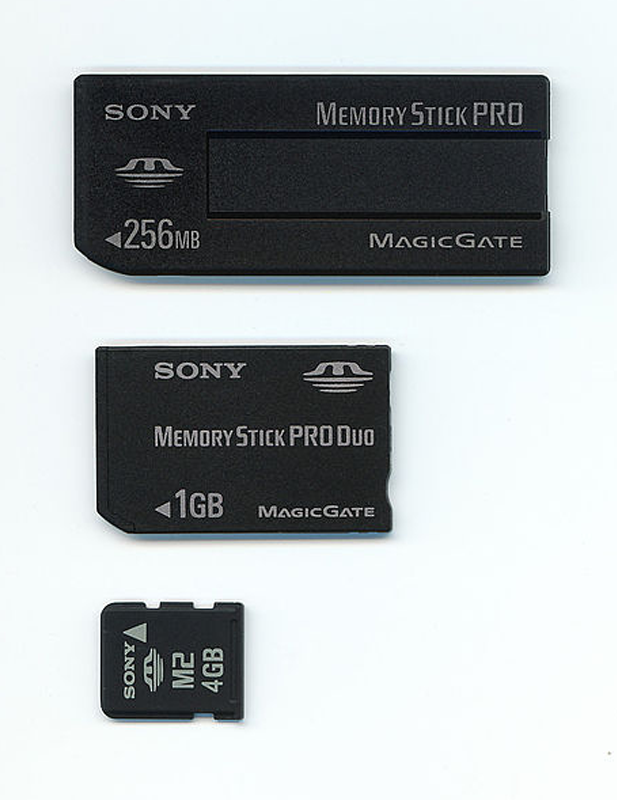 SONY
MEMORY STICK PRO
◀256MB
MAGICGATE
SONY
MEMORY STICK PRO DUO
◀1GB
MAGICGATE
SONY
M2
4GB